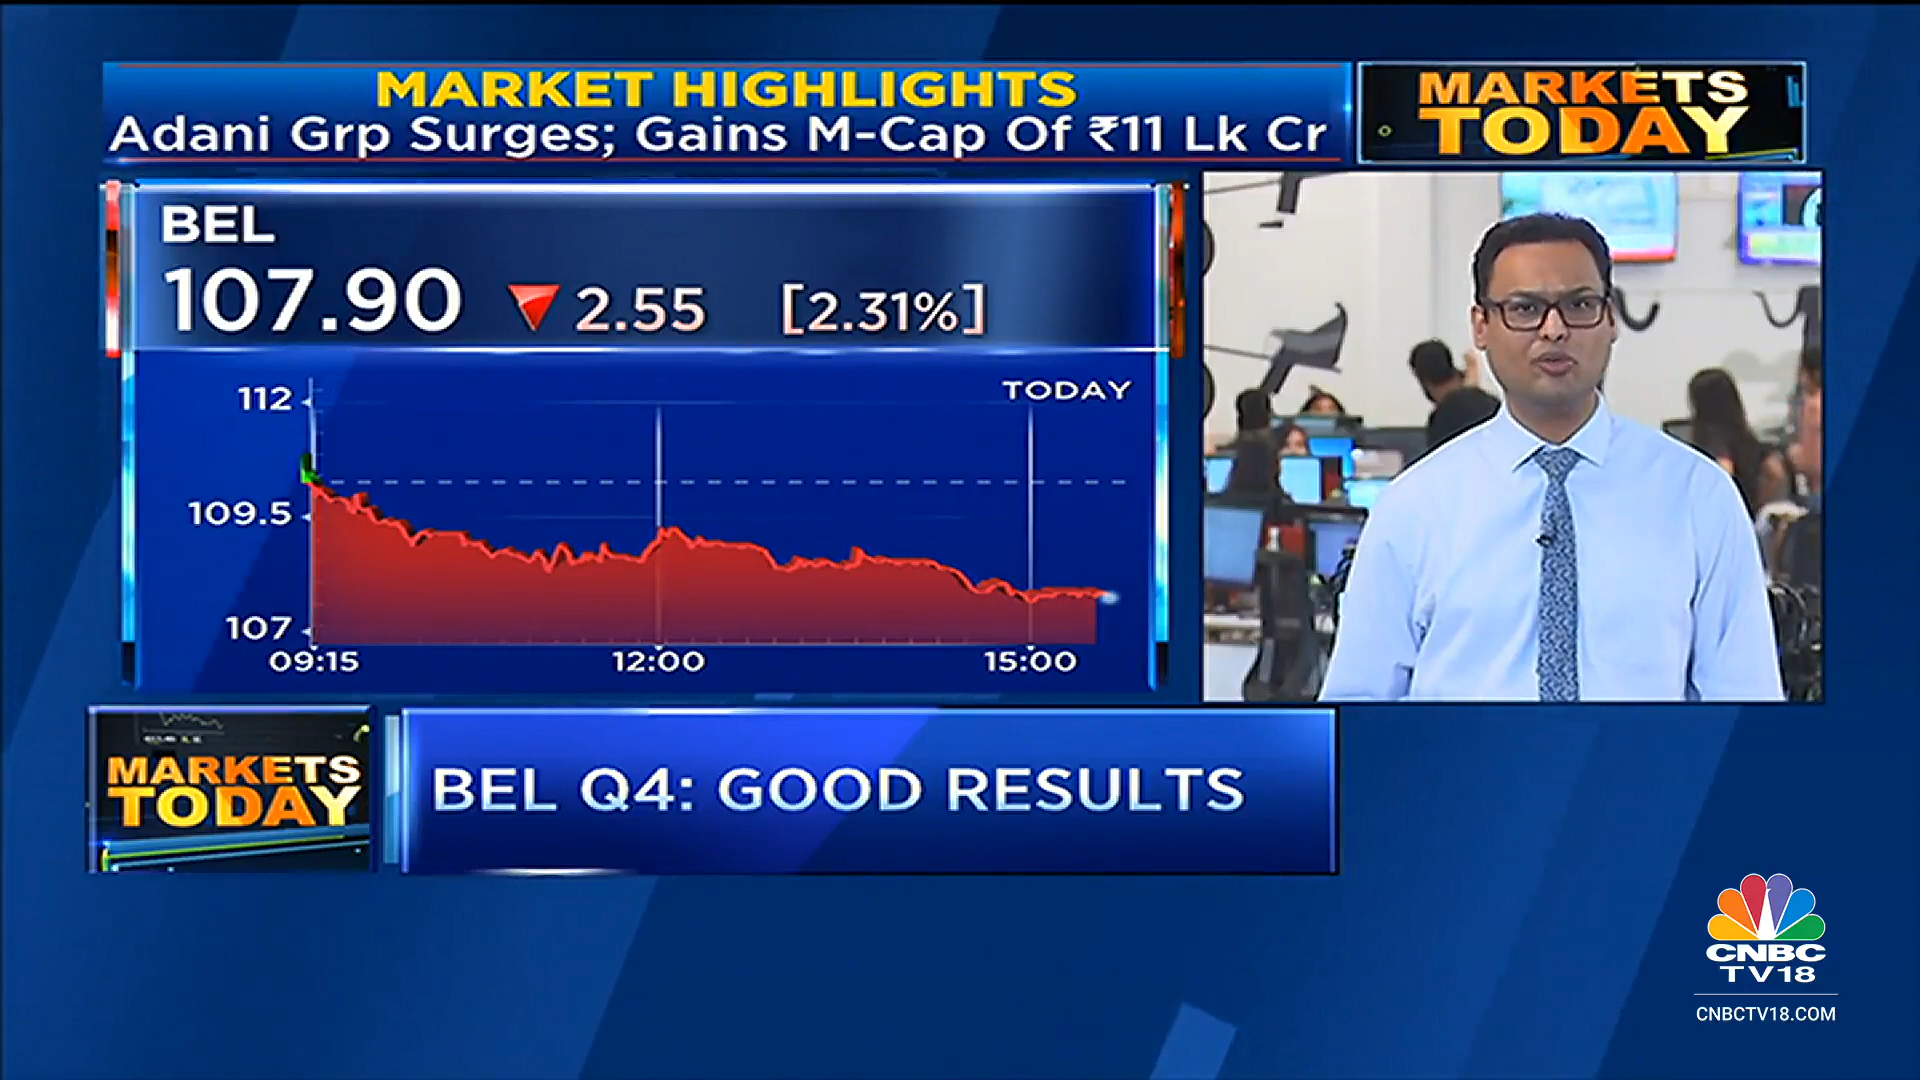 MARKET HIGHLIGHTS
Adani Grp Surges; Gains M-Cap Of ₹11 Lk Cr
MARKETS
TODAY
BEL
107.90 ▼ 2.55 [2.31%]
TODAY
112
109.5
107
09:15 12:00 15:00
MARKETS
TODAY
BEL Q4: GOOD RESULTS
CNBC
TV18
CNBCTV18.COM